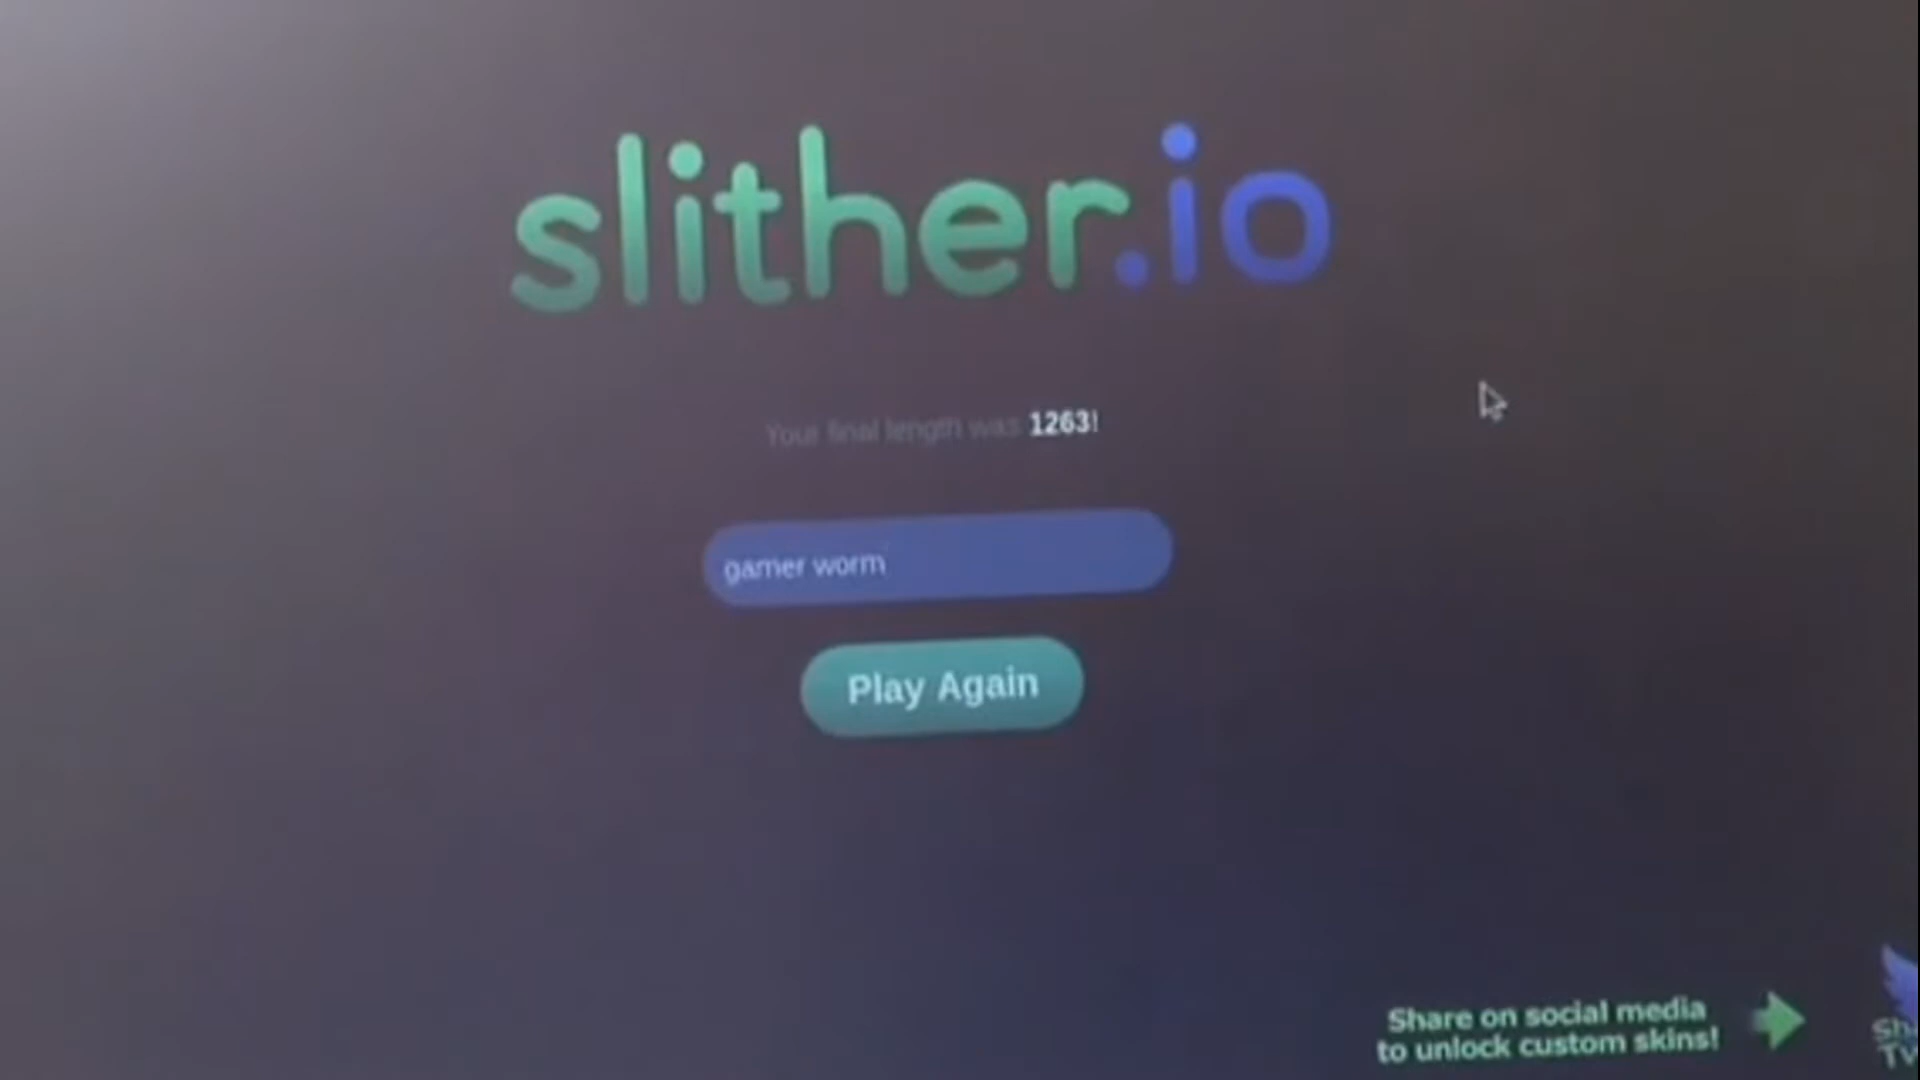 slither.io
Your final length was 1263!
gamer worm
Play Again
Share on social media
to unlock custom skins!